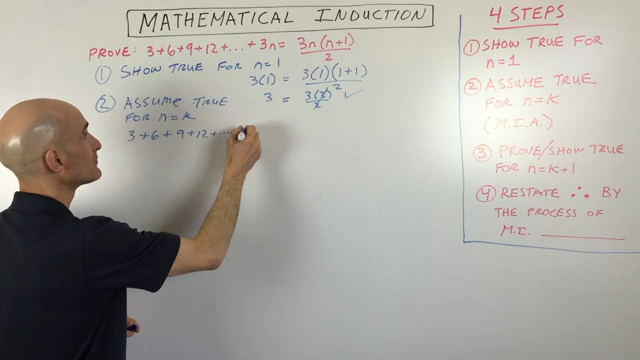 MATHEMATICAL INDUCTION
PROVE: 3+6+9+12+...+3n = 3n(n+1)/2
① SHOW TRUE FOR n=1
3(1) = 3(1)(1+1)/2
3 = 3(2)/2 ✓
② ASSUME TRUE
FOR n=K
3+6+9+12+...
4 STEPS
① SHOW TRUE FOR
n=1
② ASSUME TRUE
FOR n=K
(M.I.A.)
③ PROVE/SHOW TRUE
FOR n=K+1
④ RESTATE ∴ BY
THE PROCESS OF
M.I. ________